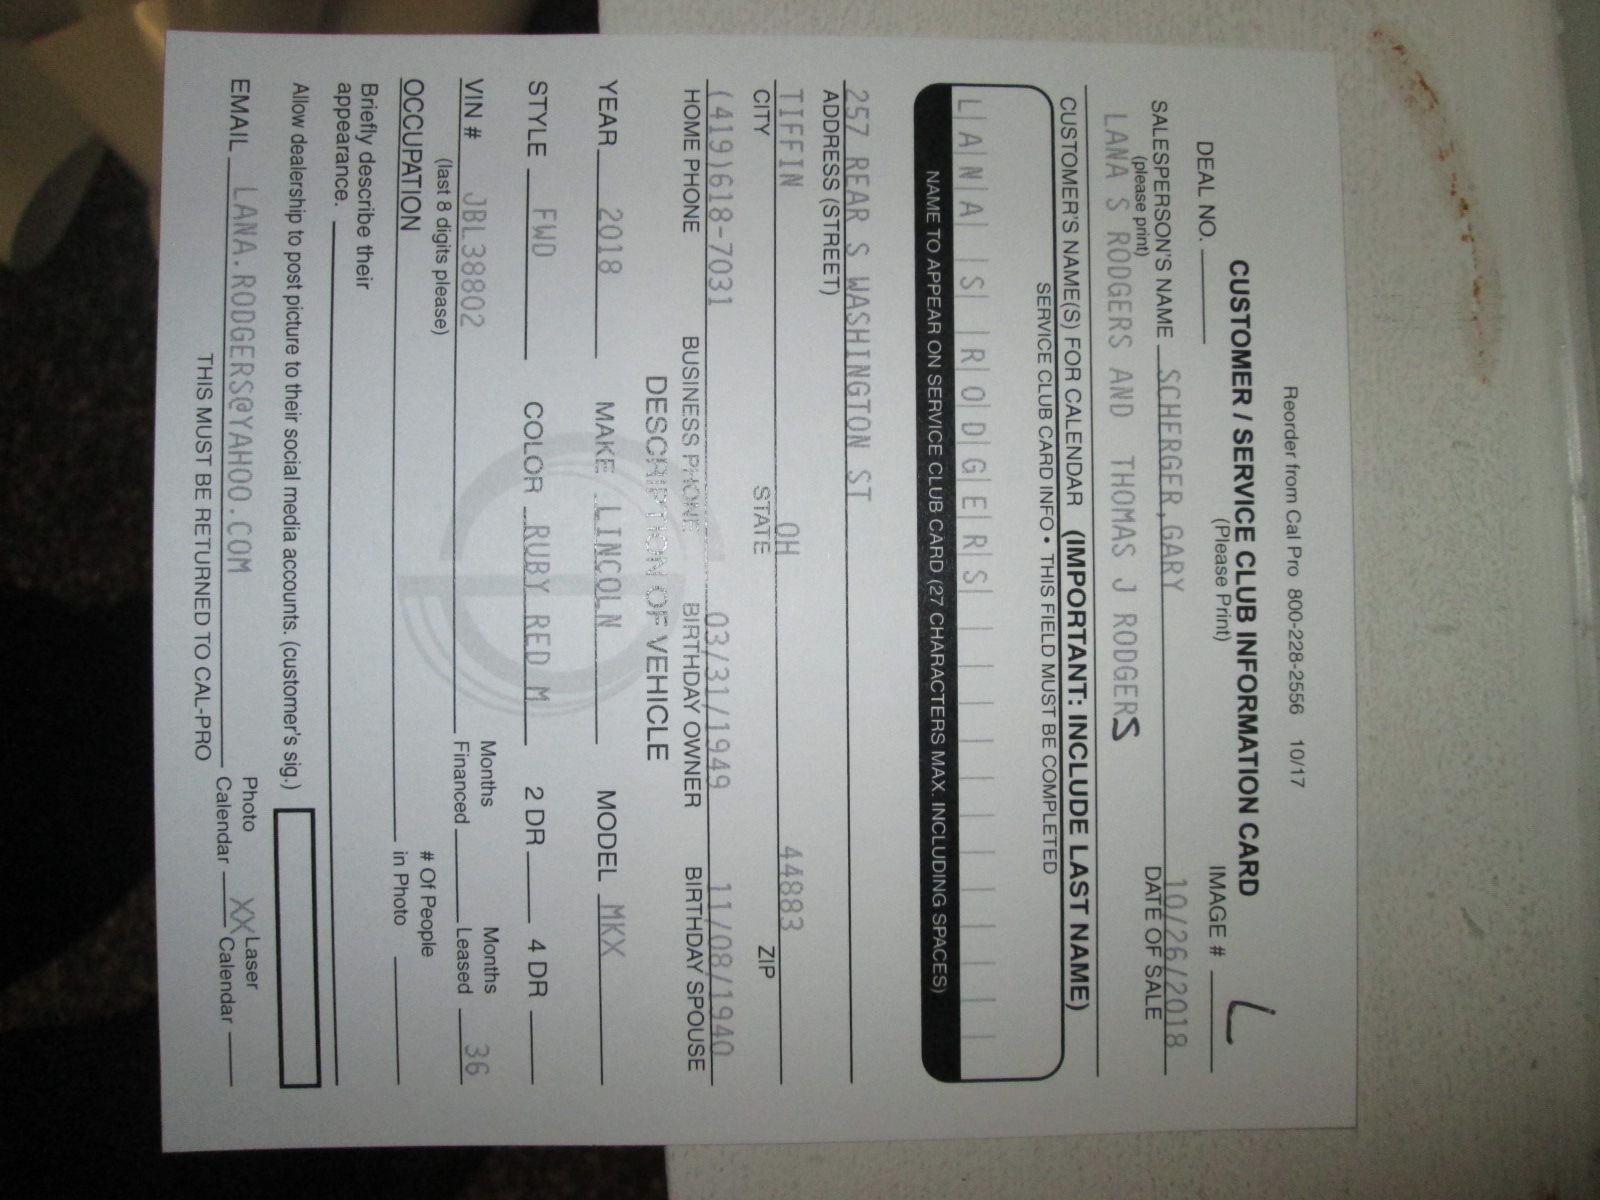 Reorder from Cal Pro 800-228-2556 10/17
CUSTOMER / SERVICE CLUB INFORMATION CARD
(Please Print)
L
DEAL NO. IMAGE #
SCHERGER,GARY 10/26/2018
SALESPERSON'S NAME DATE OF SALE
(please print)
LANA S RODGERS AND THOMAS J RODGERS
CUSTOMER'S NAME(S) FOR CALENDAR (IMPORTANT: INCLUDE LAST NAME)
SERVICE CLUB CARD INFO • THIS FIELD MUST BE COMPLETED
LANA S RODGERS
NAME TO APPEAR ON SERVICE CLUB CARD (27 CHARACTERS MAX. INCLUDING SPACES)
257 REAR S WASHINGTON ST
ADDRESS (STREET)
TIFFIN OH 44883
CITY STATE ZIP
(419)618-7031 03/31/1949 11/08/1940
HOME PHONE BUSINESS PHONE BIRTHDAY OWNER BIRTHDAY SPOUSE
DESCRIPTION OF VEHICLE
YEAR 2018 MAKE LINCOLN MODEL MKX
STYLE FWD COLOR RUBY RED M 2 DR 4 DR
VIN # JBL38802 Months Financed Months Leased 36
(last 8 digits please)
OCCUPATION # Of People in Photo
Briefly describe their
appearance.
Allow dealership to post picture to their social media accounts. (customer's sig.)
EMAIL LANA.RODGERS@YAHOO.COM Photo Calendar XX Laser Calendar
THIS MUST BE RETURNED TO CAL-PRO